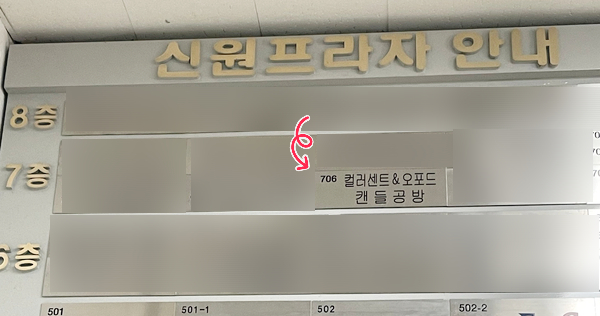 신원프라자 안내
8층
7층
706 컬러센트&오포드
캔들공방
6층
501 501-1 502 502-2